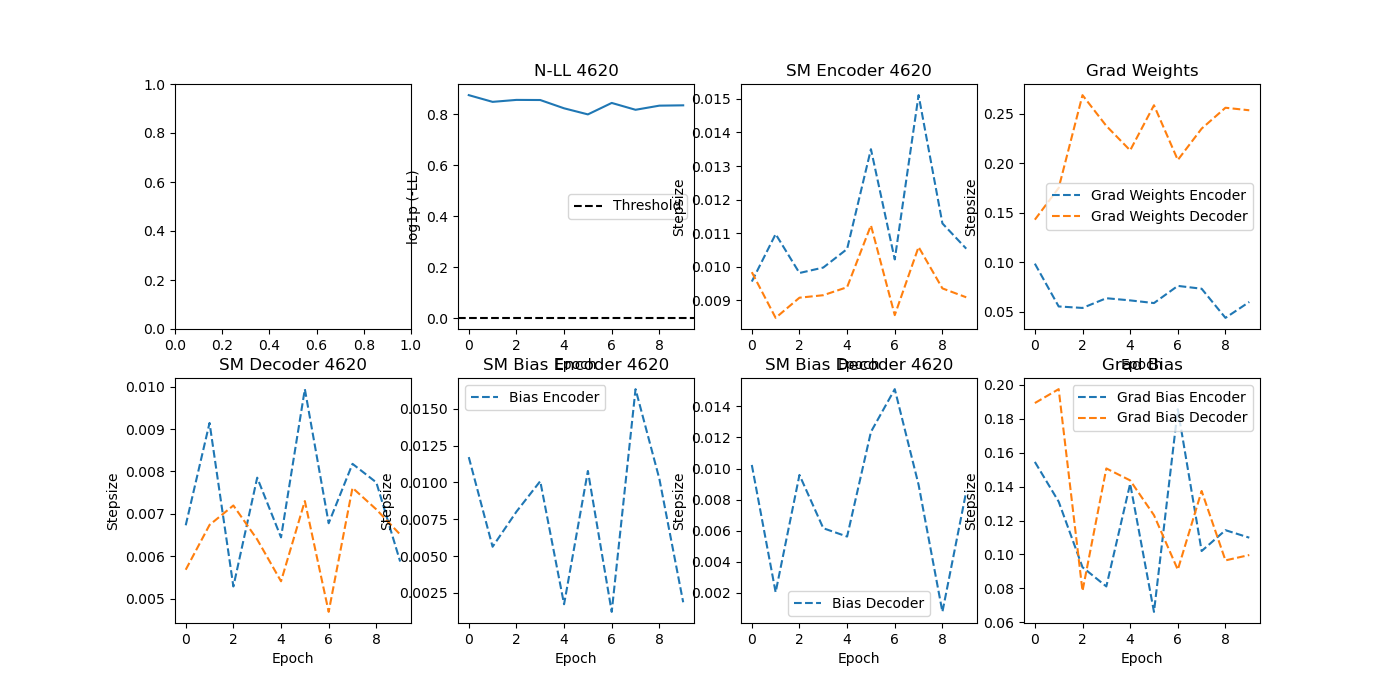 N-LL 4620
SM Encoder 4620
Grad Weights
1.0
0.8
0.6
0.4
0.2
0.0
0.0 0.2 0.4 0.6 0.8 1.0
log1p (-LL)
0.8
0.6
0.4
0.2
0.0
Threshold
0 2 4 6 8
Epoch
Stepsize
0.015
0.014
0.013
0.012
0.011
0.010
0.009
0 2 4 6 8
Epoch
Stepsize
0.25
0.20
0.15
0.10
0.05
Grad Weights Encoder
Grad Weights Decoder
0 2 4 6 8
Epoch
SM Decoder 4620
SM Bias Encoder 4620
SM Bias Decoder 4620
Grad Bias
Stepsize
0.010
0.009
0.008
0.007
0.006
0.005
0 2 4 6 8
Epoch
Stepsize
0.0150
0.0125
0.0100
0.0075
0.0050
0.0025
Bias Encoder
0 2 4 6 8
Epoch
Stepsize
0.014
0.012
0.010
0.008
0.006
0.004
0.002
Bias Decoder
0 2 4 6 8
Epoch
0.20
0.18
0.16
0.14
0.12
0.10
0.08
0.06
Grad Bias Encoder
Grad Bias Decoder
0 2 4 6 8
Epoch